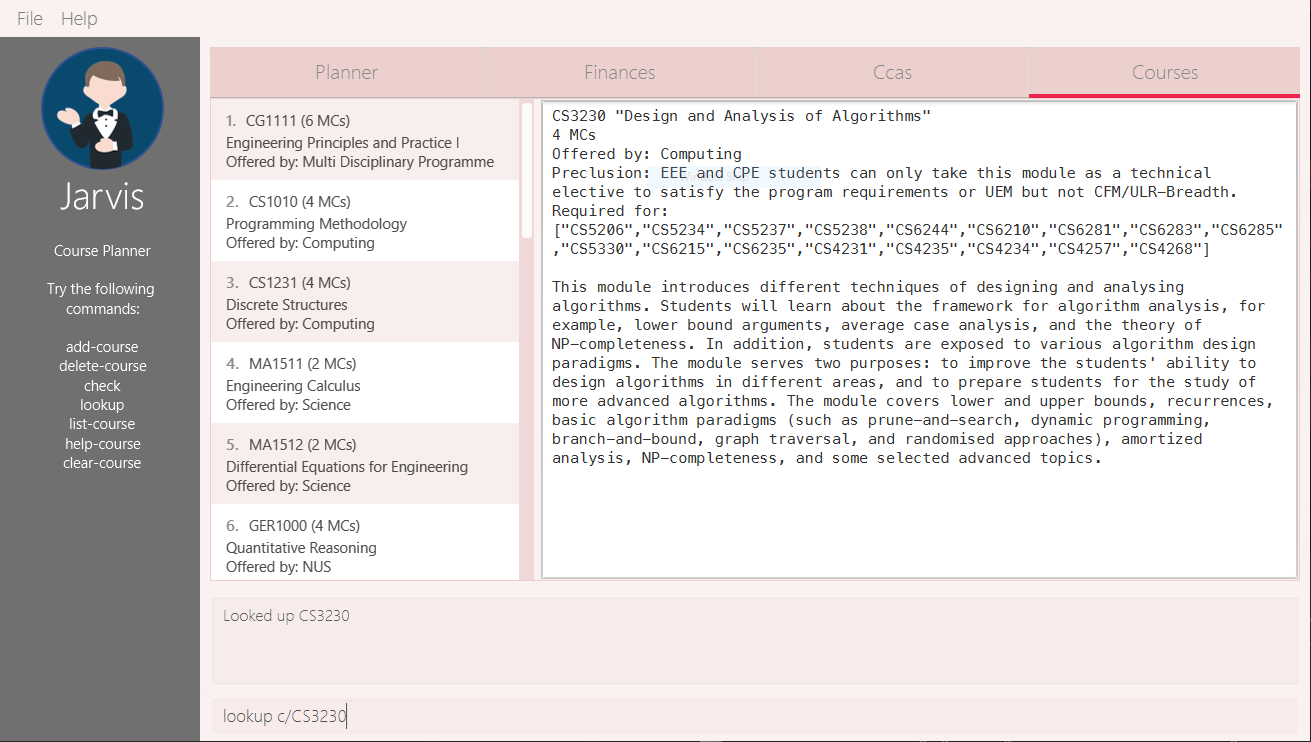 File Help
Jarvis
Course Planner
Try the following
commands:
add-course
delete-course
check
lookup
list-course
help-course
clear-course
Planner Finances Ccas Courses
1. CG1111 (6 MCs)
Engineering Principles and Practice I
Offered by: Multi Disciplinary Programme
2. CS1010 (4 MCs)
Programming Methodology
Offered by: Computing
3. CS1231 (4 MCs)
Discrete Structures
Offered by: Computing
4. MA1511 (2 MCs)
Engineering Calculus
Offered by: Science
5. MA1512 (2 MCs)
Differential Equations for Engineering
Offered by: Science
6. GER1000 (4 MCs)
Quantitative Reasoning
Offered by: NUS
CS3230 "Design and Analysis of Algorithms"
4 MCs
Offered by: Computing
Preclusion: EEE and CPE students can only take this module as a technical
elective to satisfy the program requirements or UEM but not CFM/ULR-Breadth.
Required for:
["CS5206","CS5234","CS5237","CS5238","CS6244","CS6210","CS6281","CS6283","CS6285"
,"CS5330","CS6215","CS6235","CS4231","CS4235","CS4234","CS4257","CS4268"]
This module introduces different techniques of designing and analysing
algorithms. Students will learn about the framework for algorithm analysis, for
example, lower bound arguments, average case analysis, and the theory of
NP-completeness. In addition, students are exposed to various algorithm design
paradigms. The module serves two purposes: to improve the students' ability to
design algorithms in different areas, and to prepare students for the study of
more advanced algorithms. The module covers lower and upper bounds, recurrences,
basic algorithm paradigms (such as prune-and-search, dynamic programming,
branch-and-bound, graph traversal, and randomised approaches), amortized
analysis, NP-completeness, and some selected advanced topics.
Looked up CS3230
lookup c/CS3230